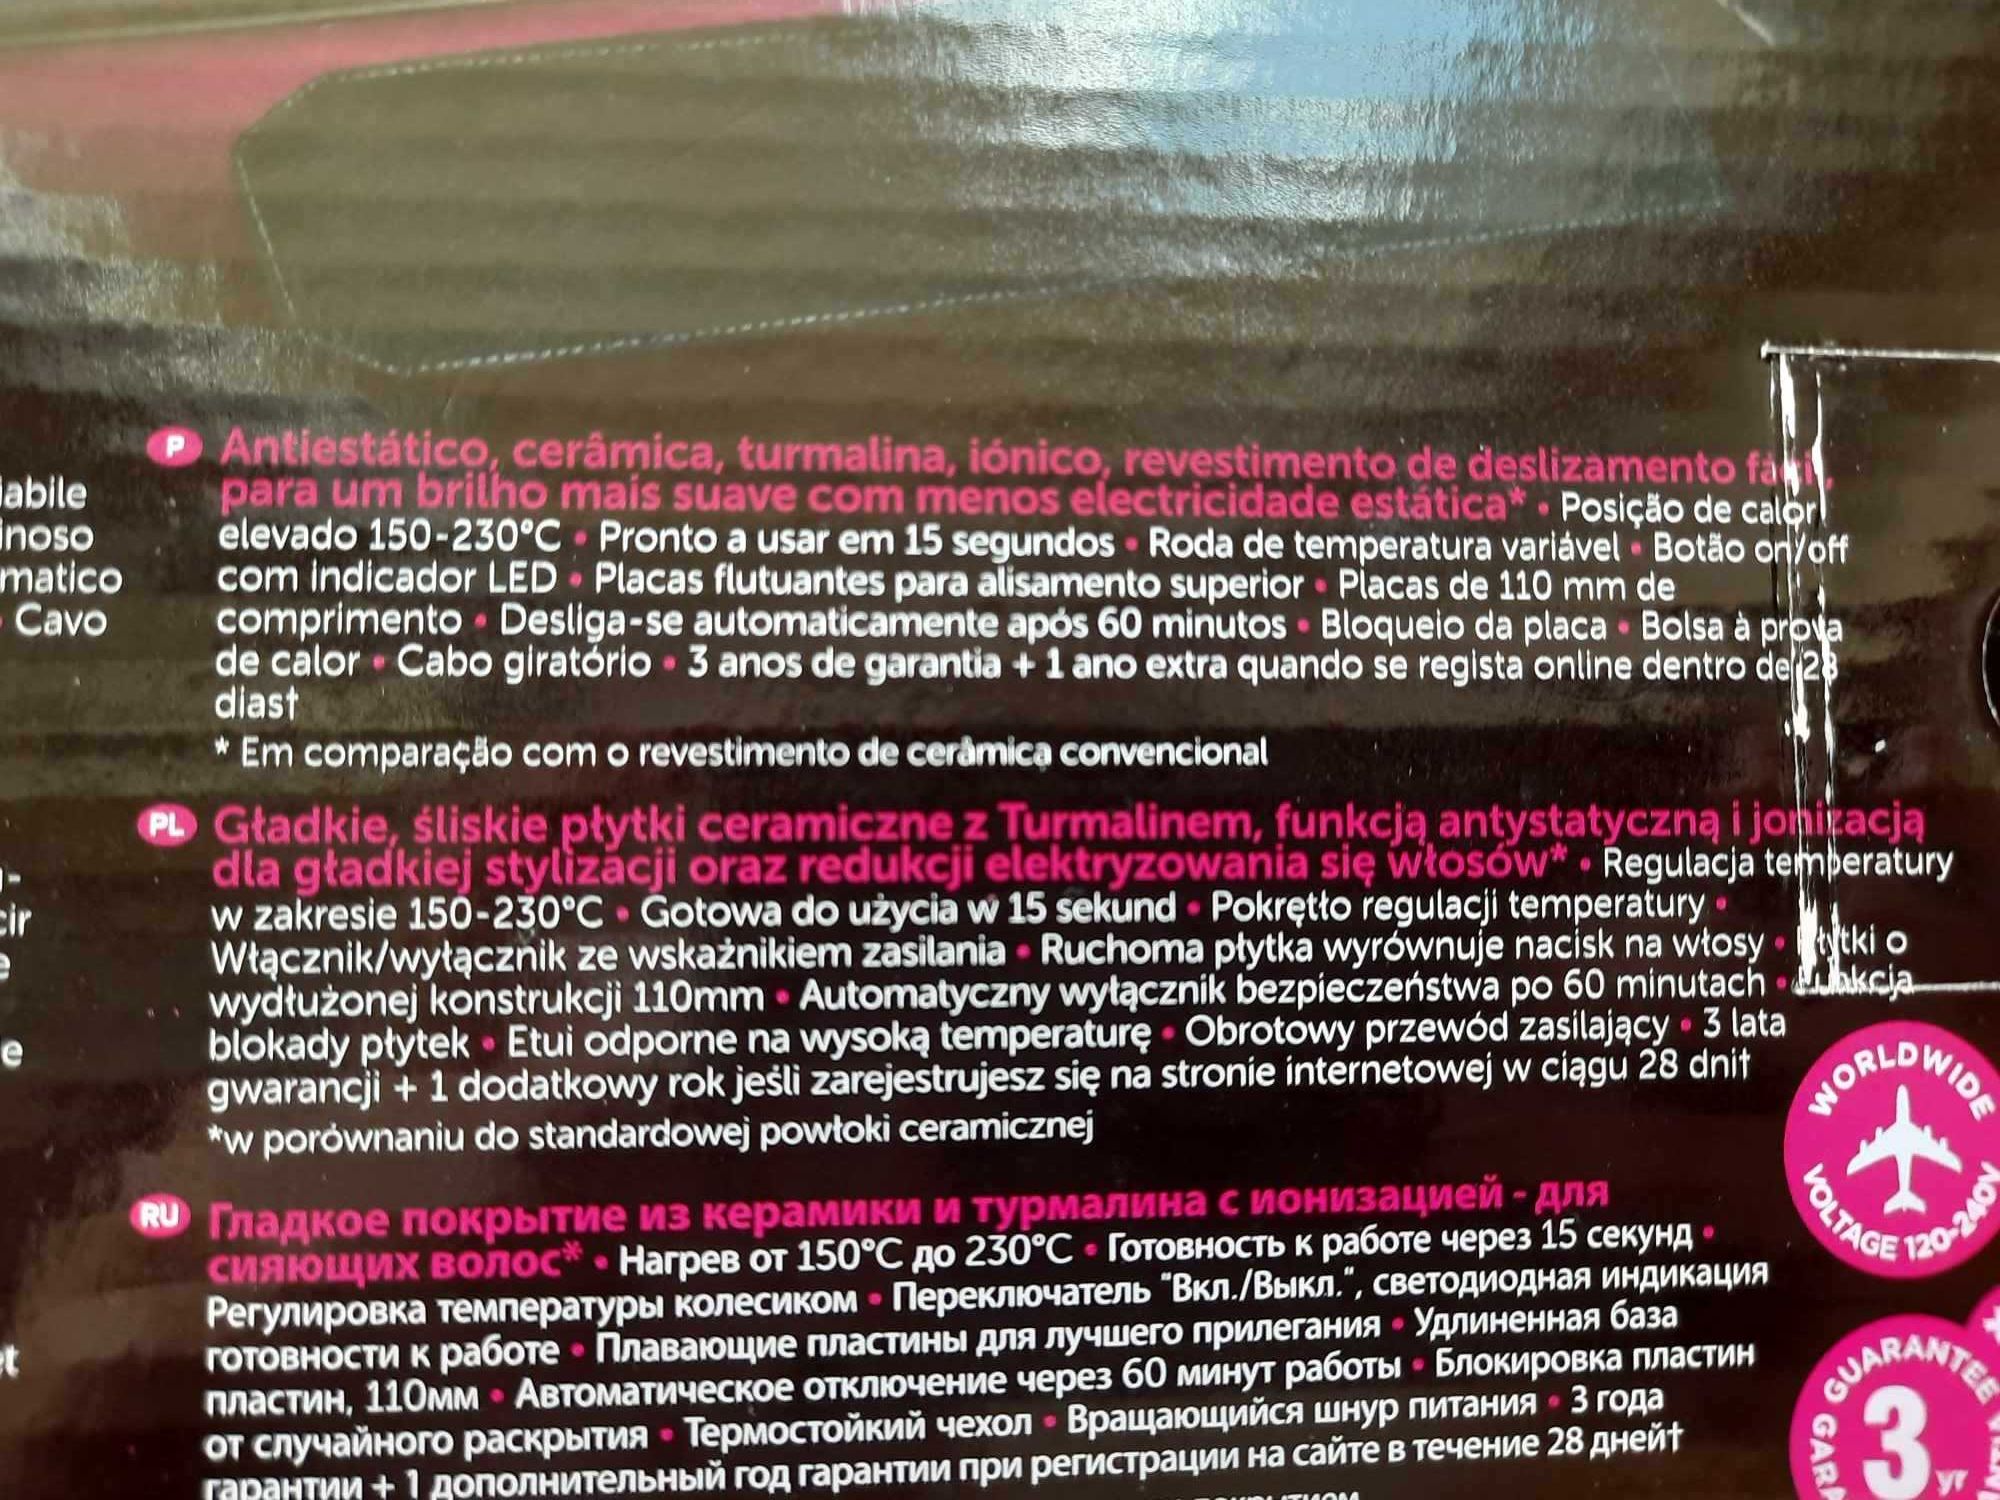 P Antiestático, cerâmica, turmalina, iónico, revestimento de deslizamento fácil,
para um brilho mais suave com menos electricidade estática* • Posição de calor
elevado 150-230°C • Pronto a usar em 15 segundos • Roda de temperatura variável • Botão on/off
com indicador LED • Placas flutuantes para alisamento superior • Placas de 110 mm de
comprimento • Desliga-se automaticamente após 60 minutos • Bloqueio da placa • Bolsa à prova
de calor • Cabo giratório • 3 anos de garantia + 1 ano extra quando se regista online dentro de 28
dias†
* Em comparação com o revestimento de cerâmica convencional
PL Gładkie, śliskie płytki ceramiczne z Turmalinem, funkcją antystatyczną i jonizacją
dla gładkiej stylizacji oraz redukcji elektryzowania się włosów* • Regulacja temperatury
w zakresie 150-230°C • Gotowa do użycia w 15 sekund • Pokrętło regulacji temperatury •
Włącznik/wyłącznik ze wskaźnikiem zasilania • Ruchoma płytka wyrównuje nacisk na włosy • Płytki o
wydłużonej konstrukcji 110mm • Automatyczny wyłącznik bezpieczeństwa po 60 minutach • Funkcja
blokady płytek • Etui odporne na wysoką temperaturę • Obrotowy przewód zasilający • 3 lata
gwarancji + 1 dodatkowy rok jeśli zarejestrujesz się na stronie internetowej w ciągu 28 dni†
*w porównaniu do standardowej powłoki ceramicznej
RU Гладкое покрытие из керамики и турмалина с ионизацией - для
сияющих волос* • Нагрев от 150°C до 230°C • Готовность к работе через 15 секунд •
Регулировка температуры колесиком • Переключатель "Вкл./Выкл.", светодиодная индикация
готовности к работе • Плавающие пластины для лучшего прилегания • Удлиненная база
пластин, 110мм • Автоматическое отключение через 60 минут работы • Блокировка пластин
от случайного раскрытия • Термостойкий чехол • Вращающийся шнур питания • 3 года
гарантии + 1 дополнительный год гарантии при регистрации на сайте в течение 28 дней†
iabile
matico
Cavo
WORLDWIDE
VOLTAGE 120-240V
GUARANTEE
3
yr